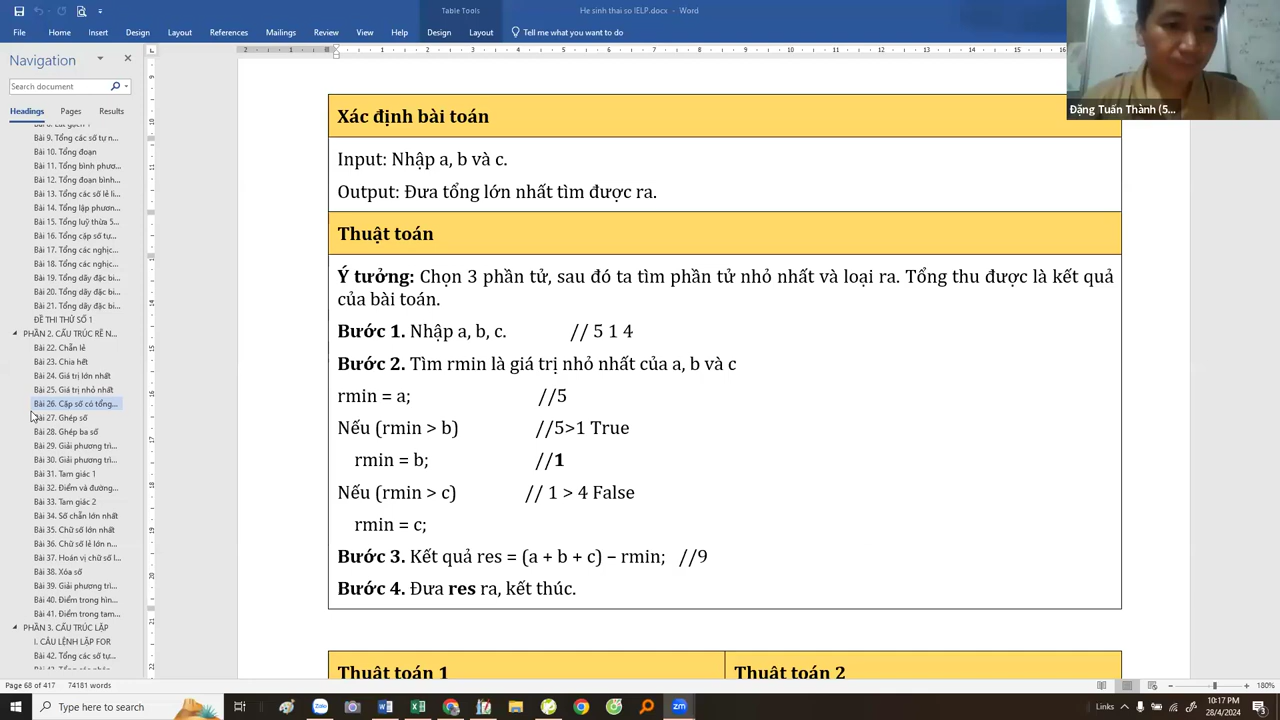 Table Tools
He sinh thai so IELP.docx - Word
File Home Insert Draw Design Layout References Mailings Review View Help Design Layout Tell me what you want to do
Navigation
Search document
Headings Pages Results
Bài 9. Tổng các số tự n...
Bài 10. Tổng đoạn
Bài 11. Tổng bình phươ...
Bài 12. Tổng đoạn bình...
Bài 13. Tổng các số lẻ li...
Bài 14. Tổng lập phươn...
Bài 15. Tổng luỹ thừa 5...
Bài 16. Tổng cặp số tự...
Bài 17. Tổng các nghịc...
Bài 18. Tổng các nghịc...
Bài 19. Tổng dãy đặc bi...
Bài 20. Tổng dãy đặc bi...
Bài 21. Tổng dãy đặc bi...
ĐỀ THI THỬ SỐ 1
PHẦN 2. CẤU TRÚC RẼ N...
Bài 22. Chẵn lẻ
Bài 23. Chia hết
Bài 24. Giá trị lớn nhất
Bài 25. Giá trị nhỏ nhất
Bài 26. Cặp số có tổng...
Bài 27. Ghép số
Bài 28. Ghép ba số
Bài 29. Giải phương trì...
Bài 30. Giải phương trì...
Bài 31. Tam giác 1
Bài 32. Điểm và đường...
Bài 33. Tam giác 2
Bài 34. Số chẵn lớn nhất
Bài 35. Chữ số lớn nhất
Bài 36. Chữ số lẻ lớn n...
Bài 37. Hoán vị chữ số l...
Bài 38. Xóa số
Bài 39. Giải phương trì...
Bài 40. Điểm trong hìn...
Bài 41. Điểm trong tam...
PHẦN 3. CẤU TRÚC LẶP
I. CÂU LỆNH LẶP FOR
Bài 42. Tổng các số tự...
Xác định bài toán
Input: Nhập a, b và c.
Output: Đưa tổng lớn nhất tìm được ra.
Thuật toán
Ý tưởng: Chọn 3 phần tử, sau đó ta tìm phần tử nhỏ nhất và loại ra. Tổng thu được là kết quả
của bài toán.
Bước 1. Nhập a, b, c. // 5 1 4
Bước 2. Tìm rmin là giá trị nhỏ nhất của a, b và c
rmin = a; //5
Nếu (rmin > b) //5>1 True
rmin = b; //1
Nếu (rmin > c) // 1 > 4 False
rmin = c;
Bước 3. Kết quả res = (a + b + c) – rmin; //9
Bước 4. Đưa res ra, kết thúc.
Thuật toán 1 Thuật toán 2
Đặng Tuấn Thành (5...
Page 68 of 417 74181 words
180%
Type here to search
Zalo
zm
10:17 PM
28/4/2024